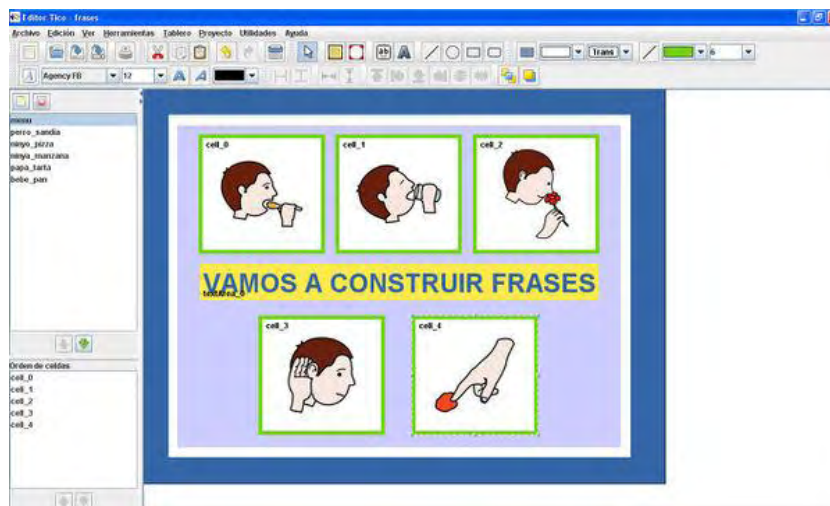 Editor Tico - frases
Archivo Edición Ver Herramientas Tablero Proyecto Utilidades Ayuda
Trans 6
Agency FB 12
menu
perro_sandia
ninyo_pizza
ninya_manzana
papa_tarta
bebe_pan
cell_0 cell_1 cell_2
VAMOS A CONSTRUIR FRASES
textArea_0
cell_3 cell_4
Orden de celdas
cell_0
cell_1
cell_2
cell_3
cell_4